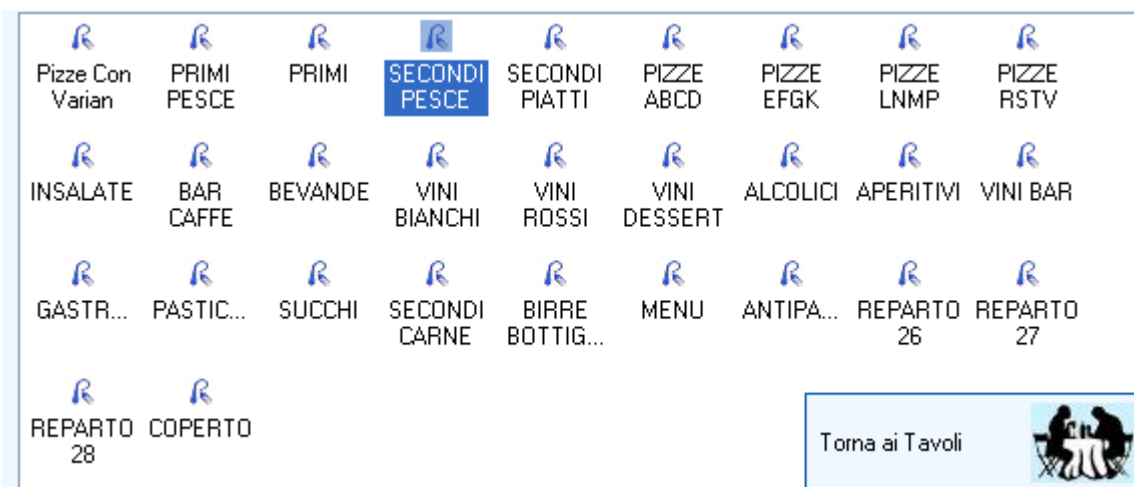 Pizze Con Varian
PRIMI PESCE
PRIMI
SECONDI PESCE
SECONDI PIATTI
PIZZE ABCD
PIZZE EFGK
PIZZE LNMP
PIZZE RSTV
INSALATE
BAR CAFFE
BEVANDE
VINI BIANCHI
VINI ROSSI
VINI DESSERT
ALCOLICI
APERITIVI
VINI BAR
GASTR...
PASTIC...
SUCCHI
SECONDI CARNE
BIRRE BOTTIG...
MENU
ANTIPA...
REPARTO 26
REPARTO 27
REPARTO 28
COPERTO
Torna ai Tavoli